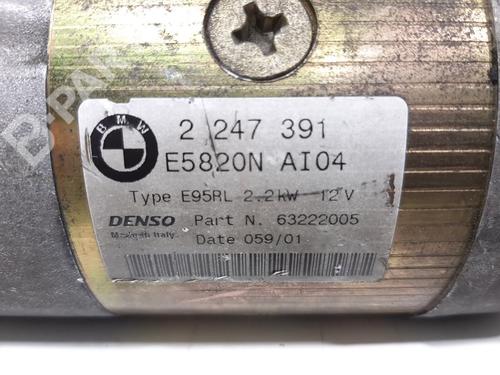 BMW
2 247 391
E5820N AI04
Type E95RL 2.2kW 12V
DENSO Part N. 63222005
Made in Italy Date 059/01
B-PARTS